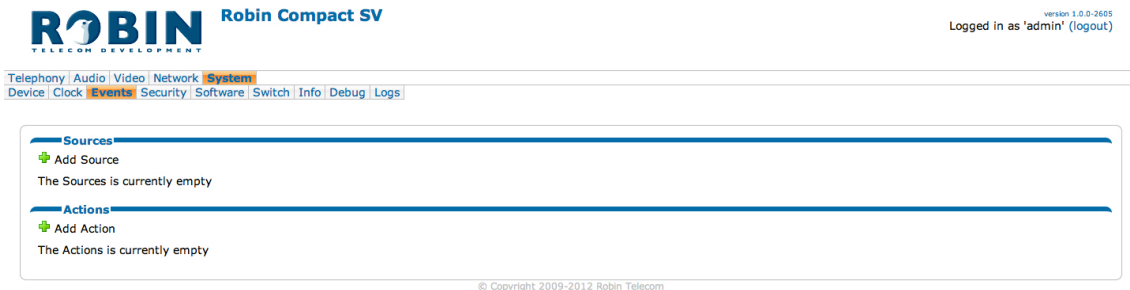 ROBIN
TELECOM DEVELOPMENT
Robin Compact SV
version 1.0.0-2605
Logged in as 'admin' (logout)
Telephony Audio Video Network System
Device Clock Events Security Software Switch Info Debug Logs
Sources
Add Source
The Sources is currently empty
Actions
Add Action
The Actions is currently empty
© Copyright 2009-2012 Robin Telecom